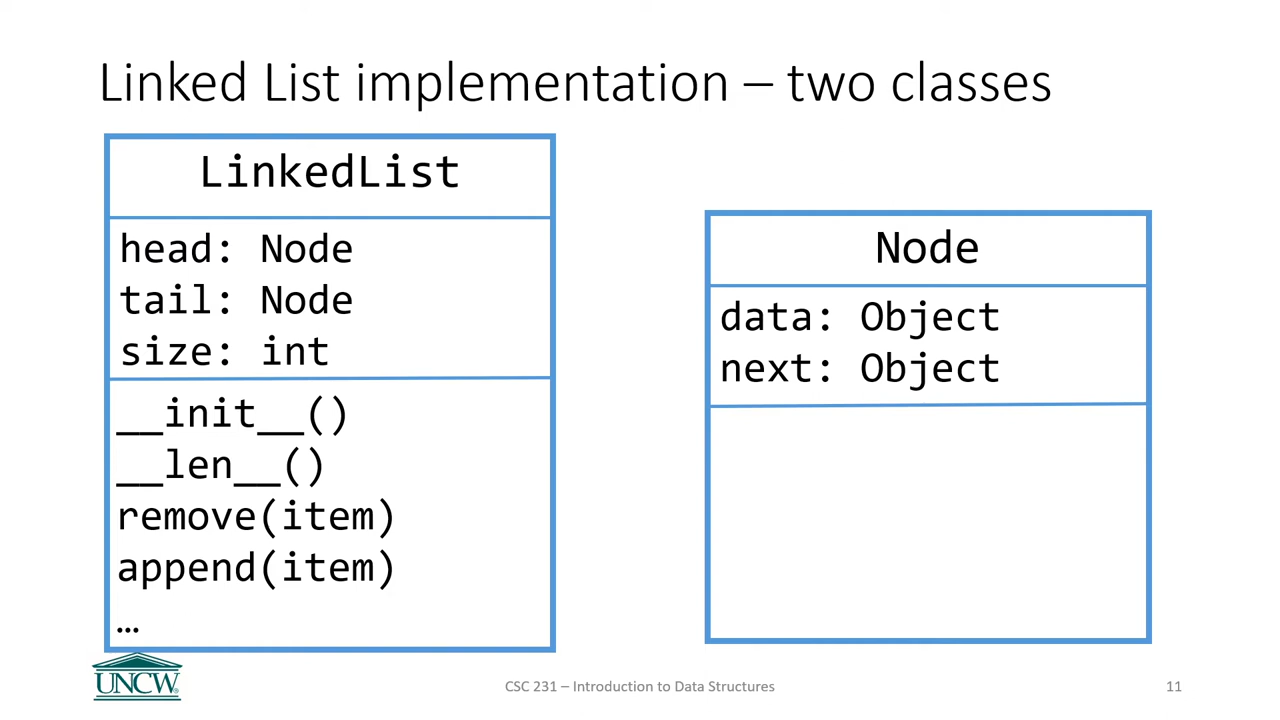 Linked List implementation – two classes
LinkedList
head: Node
tail: Node
size: int
__init__()
__len__()
remove(item)
append(item)
…
Node
data: Object
next: Object
UNCW
CSC 231 – Introduction to Data Structures
11